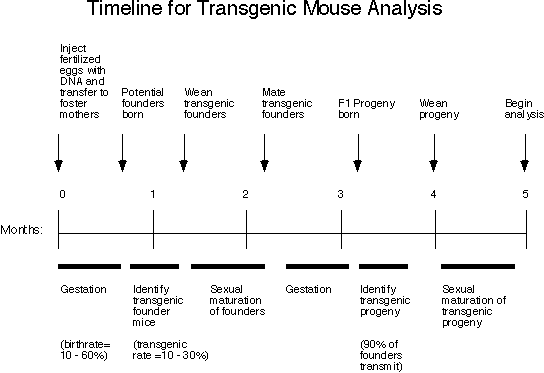 Timeline for Transgenic Mouse Analysis
Inject
fertilized
eggs with
DNA and
transfer to
foster
mothers
Potential
founders
born
Wean
transgenic
founders
Mate
transgenic
founders
F1 Progeny
born
Wean
progeny
Begin
analysis
0
1
2
3
4
5
Months:
Gestation
(birthrate=
10 - 60%)
Identify
transgenic
founder
mice
(transgenic
rate =10 - 30%)
Sexual
maturation
of founders
Gestation
Identify
transgenic
progeny
(90% of
founders
transmit)
Sexual
maturation of
transgenic
progeny